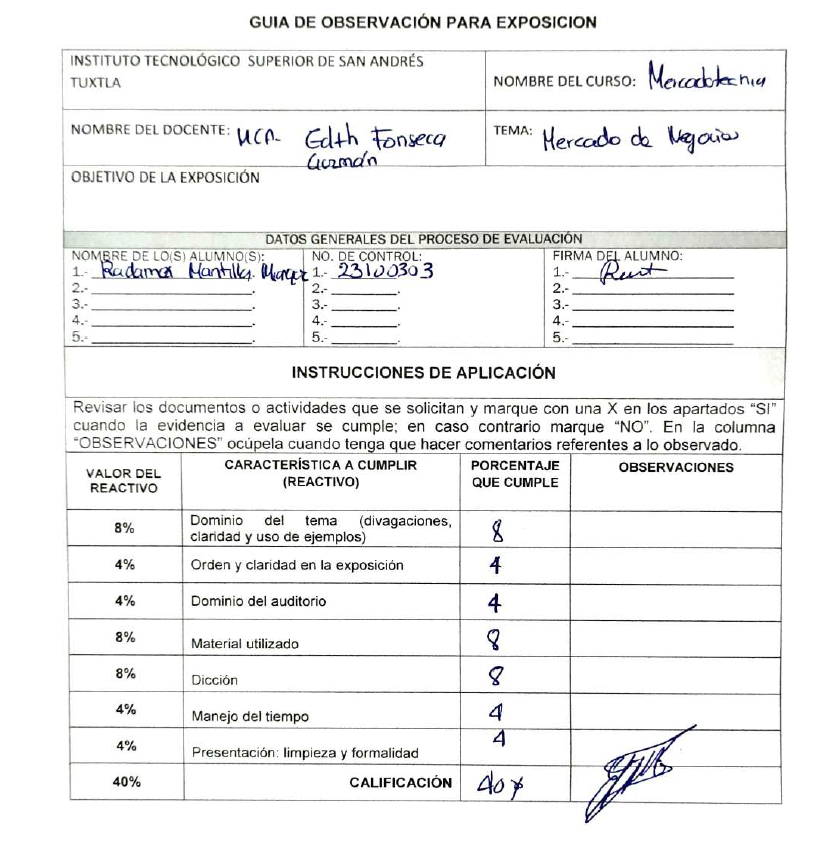 GUIA DE OBSERVACIÓN PARA EXPOSICION
INSTITUTO TECNOLÓGICO SUPERIOR DE SAN ANDRÉS
TUXTLA
NOMBRE DEL CURSO: Mercadotecnia
NOMBRE DEL DOCENTE: Edith Fonseca
Guzmán
TEMA: Mercado de Negocios
OBJETIVO DE LA EXPOSICIÓN
DATOS GENERALES DEL PROCESO DE EVALUACIÓN
NOMBRE DE LO(S) ALUMNO(S): NO. DE CONTROL: FIRMA DEL ALUMNO:
1.- Mantilla 1.- 231U0303 1.-
2.- 2.- 2.-
3.- 3.- 3.-
4.- 4.- 4.-
5.- 5.- 5.-
INSTRUCCIONES DE APLICACIÓN
Revisar los documentos o actividades que se solicitan y marque con una X en los apartados “SI”
cuando la evidencia a evaluar se cumple; en caso contrario marque “NO”. En la columna
“OBSERVACIONES” ocúpela cuando tenga que hacer comentarios referentes a lo observado.
VALOR DEL
REACTIVO
CARACTERÍSTICA A CUMPLIR
(REACTIVO)
PORCENTAJE
QUE CUMPLE
OBSERVACIONES
8% Dominio del tema (divagaciones,
claridad y uso de ejemplos) 8
4% Orden y claridad en la exposición 4
4% Dominio del auditorio 4
8% Material utilizado 8
8% Dicción 8
4% Manejo del tiempo 4
4% Presentación: limpieza y formalidad 4
40% CALIFICACIÓN 40%